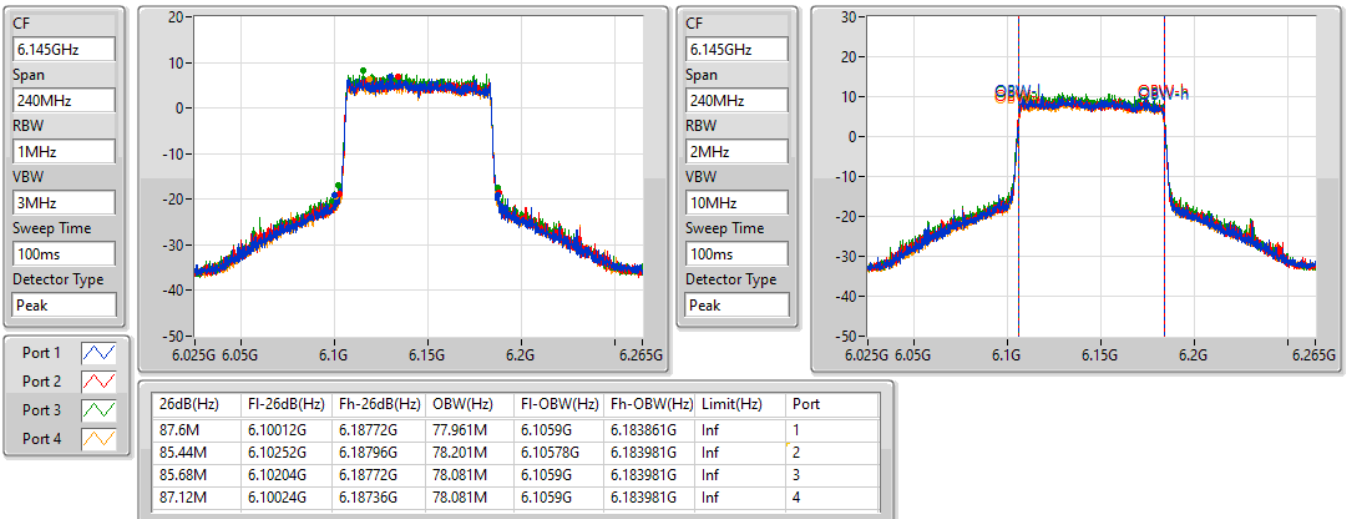 CF
6.145GHz
Span
240MHz
RBW
1MHz
VBW
3MHz
Sweep Time
100ms
Detector Type
Peak
20
10
0
-10
-20
-30
-40
-50
6.025G 6.05G 6.1G 6.15G 6.2G 6.265G
CF
6.145GHz
Span
240MHz
RBW
2MHz
VBW
10MHz
Sweep Time
100ms
Detector Type
Peak
30
20
10
0
-10
-20
-30
-40
-50
OBW-l OBW-h
6.025G 6.05G 6.1G 6.15G 6.2G 6.265G
Port 1
Port 2
Port 3
Port 4
26dB(Hz) Fl-26dB(Hz) Fh-26dB(Hz) OBW(Hz) Fl-OBW(Hz) Fh-OBW(Hz) Limit(Hz) Port
87.6M 6.10012G 6.18772G 77.961M 6.1059G 6.183861G Inf 1
85.44M 6.10252G 6.18796G 78.201M 6.10578G 6.183981G Inf 2
85.68M 6.10204G 6.18772G 78.081M 6.1059G 6.183981G Inf 3
87.12M 6.10024G 6.18736G 78.081M 6.1059G 6.183981G Inf 4